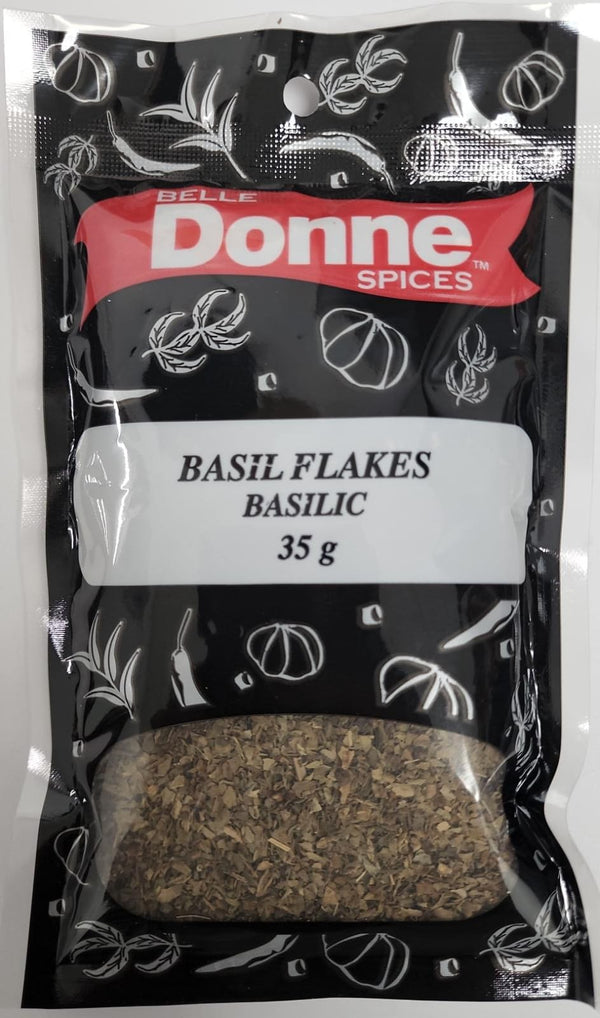 BELLE
Donne
SPICES™
BASIL FLAKES
BASILIC
35 g